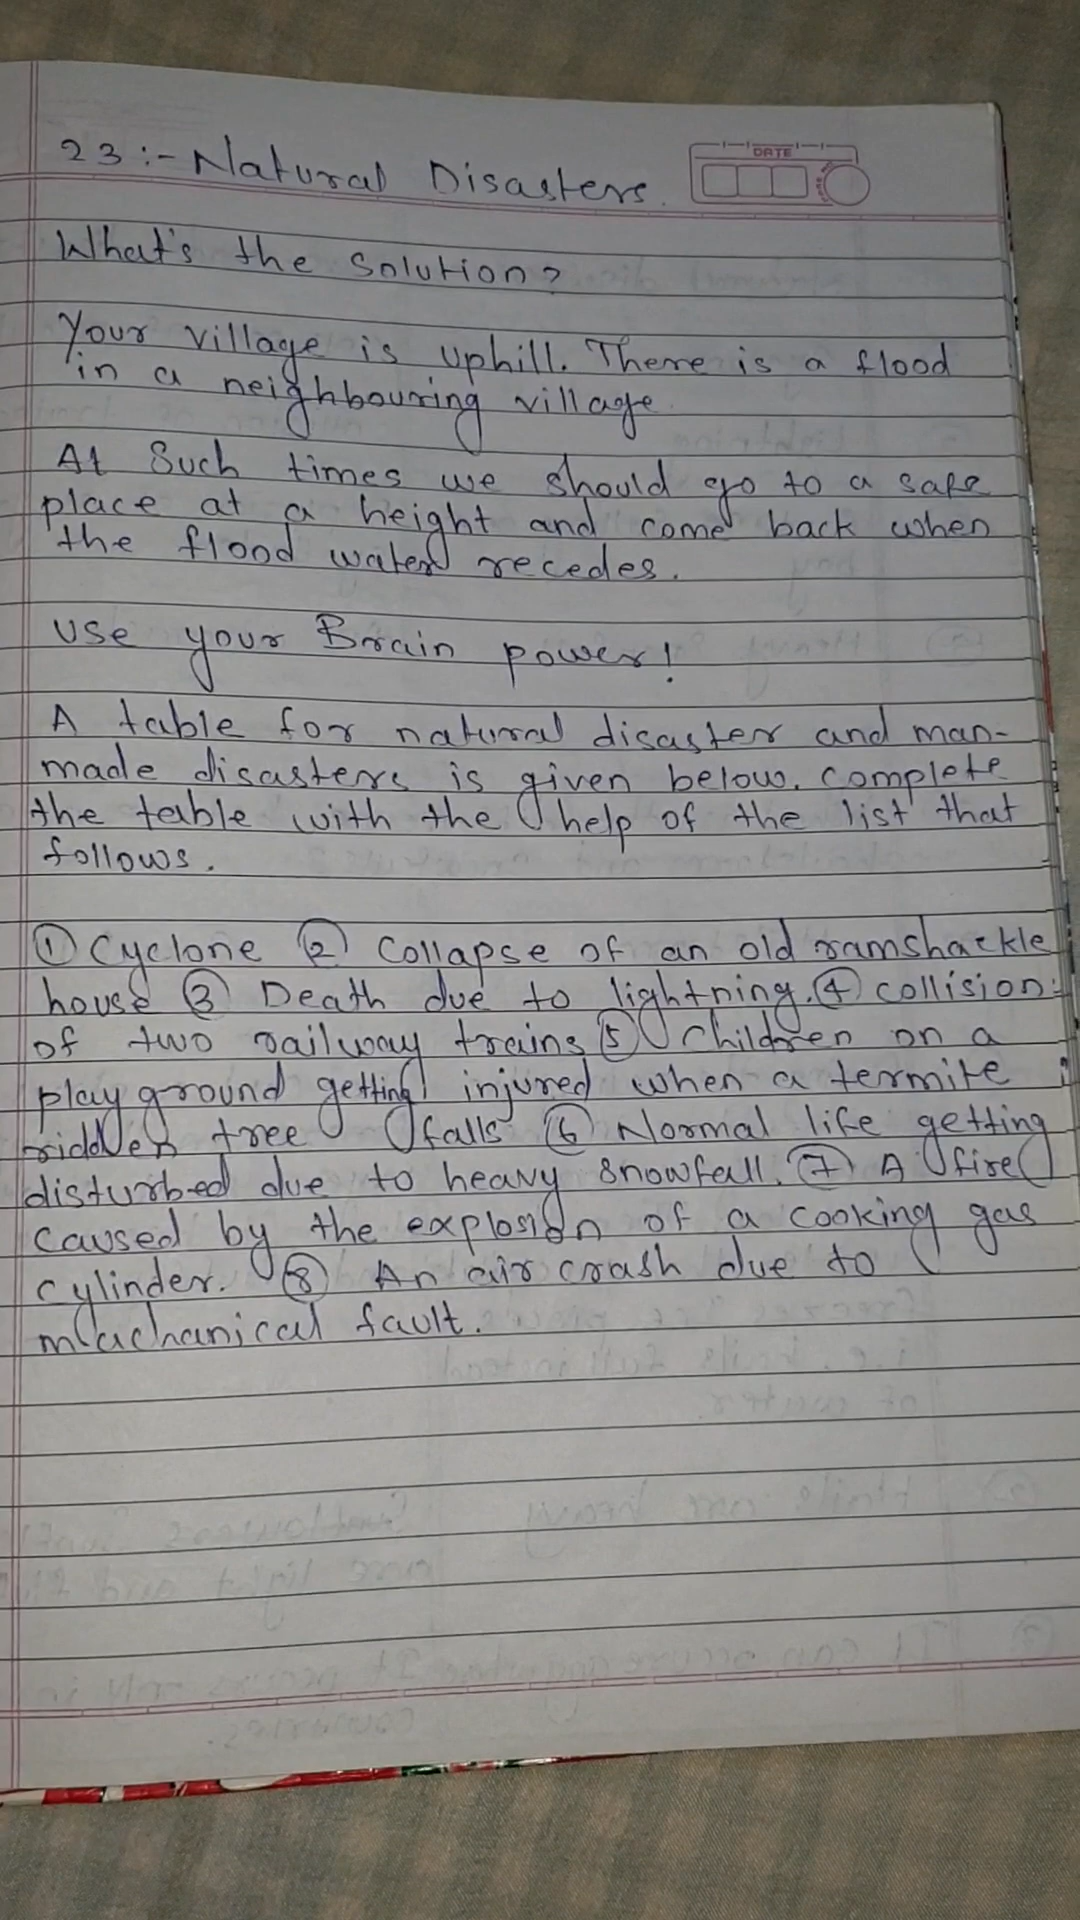 23:- Natural Disasters.
DATE
What's the solution?
Your village is uphill. There is a flood
in a neighbouring village
At Such times we should go to a safe
place at a height and come back when
the flood water recedes.
Use your Brain power!
A table for natural disaster and man-
made disasters is given below. complete
the table with the help of the list that
follows.
① Cyclone ② Collapse of an old ramshackle
house ③ Death due to lightning. ④ collision
of two railway trains ⑤ Children on a
play ground getting injured when a termite
ridden tree falls ⑥ Normal life getting
disturbed due to heavy snowfall. ⑦ A fire
caused by the explosion of a cooking gas
cylinder. ⑧ An air crash due to
machanical fault.